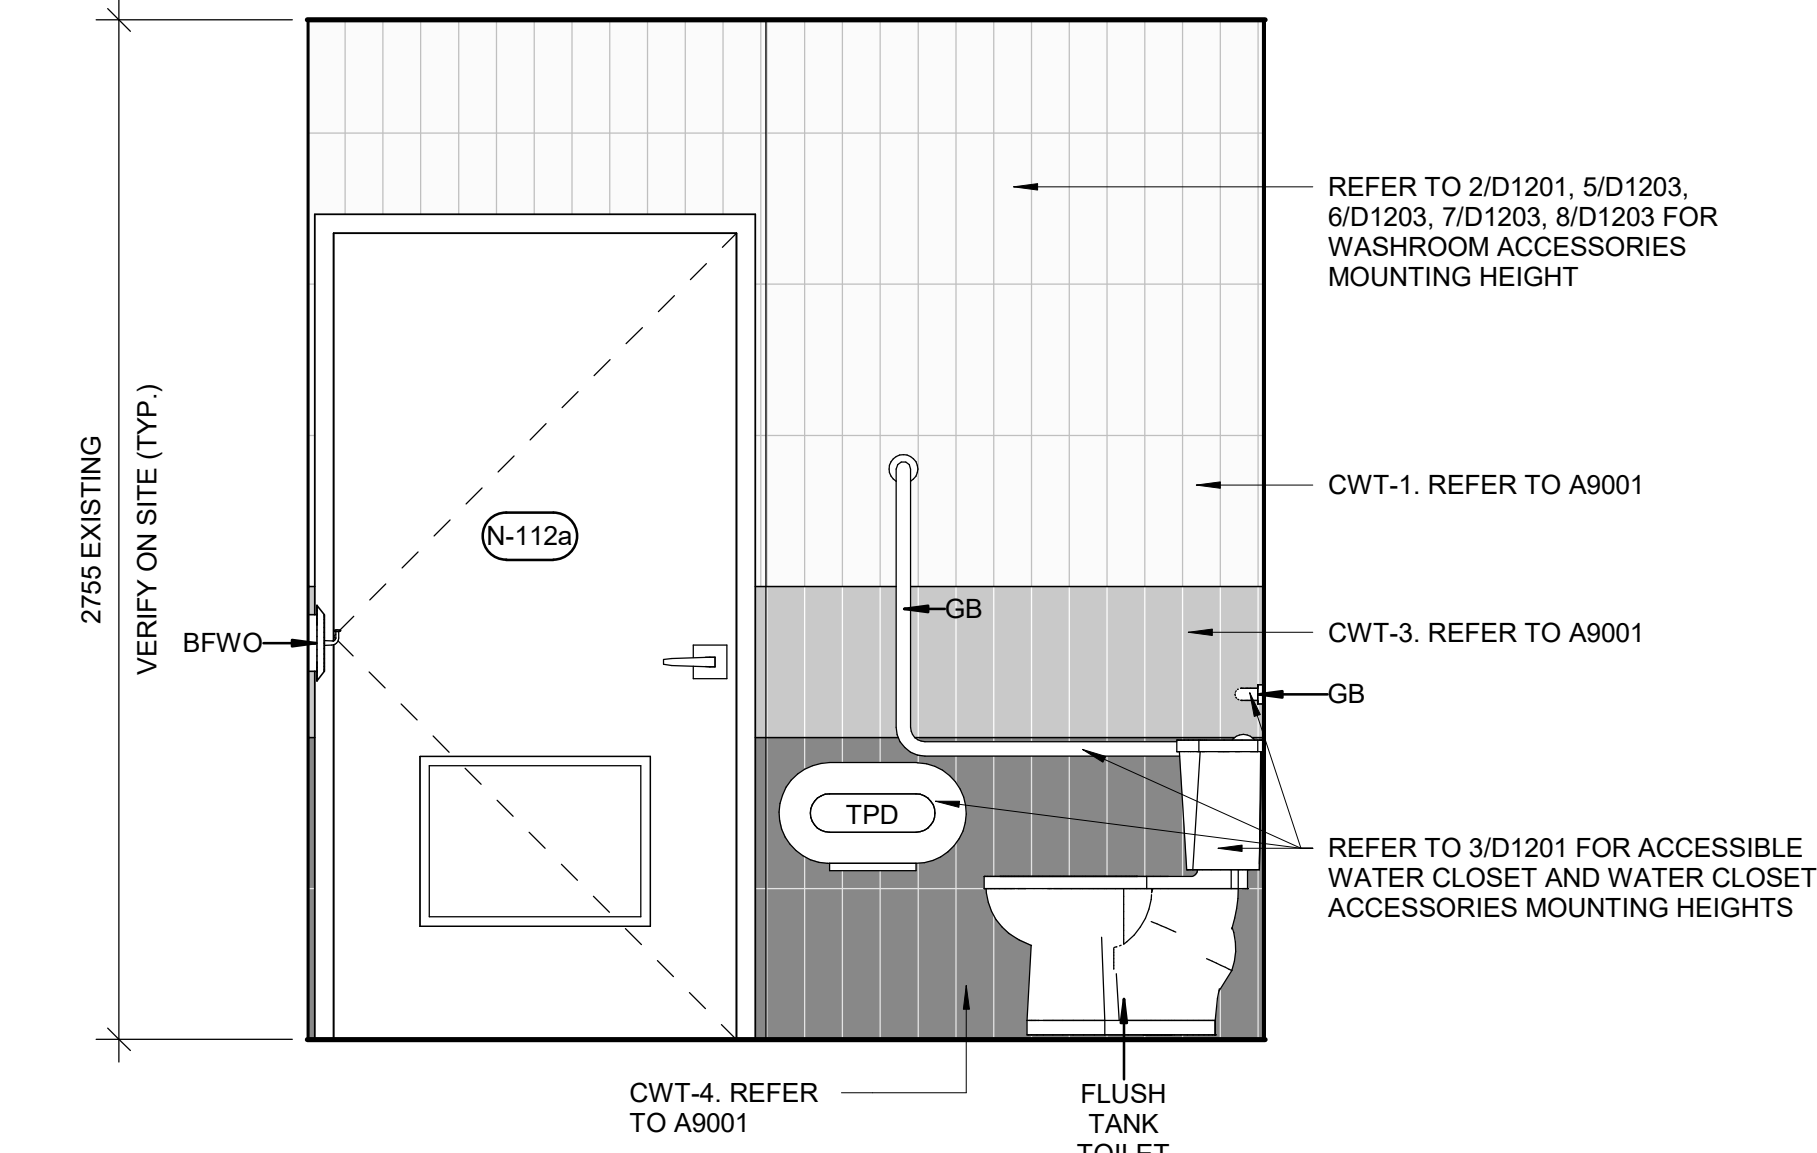 REFER TO 2/D1201, 5/D1203,
6/D1203, 7/D1203, 8/D1203 FOR
WASHROOM ACCESSORIES
MOUNTING HEIGHT
2755 EXISTING
VERIFY ON SITE (TYP.)
CWT-1. REFER TO A9001
N-112a
GB
CWT-3. REFER TO A9001
BFWO
GB
TPD
REFER TO 3/D1201 FOR ACCESSIBLE
WATER CLOSET AND WATER CLOSET
ACCESSORIES MOUNTING HEIGHTS
CWT-4. REFER
TO A9001
FLUSH
TANK
TOILET